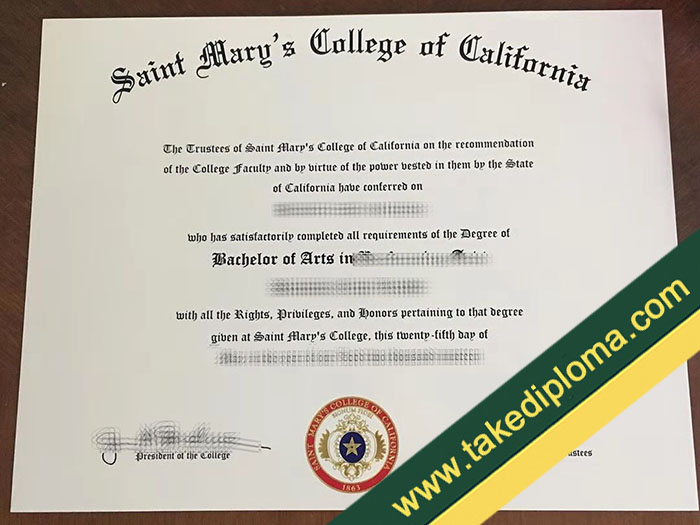 Saint Mary's College of California
The Trustees of Saint Mary's College of California on the recommendation
of the College Faculty and by virtue of the power vested in them by the State
of California have conferred on
who has satisfactorily completed all requirements of the Degree of
Bachelor of Arts in
with all the Rights, Privileges, and Honors pertaining to that degree
given at Saint Mary's College, this twenty-fifth day of
President of the College
SAINT MARY'S COLLEGE OF CALIFORNIA
SIGNUM FIDEI
1863
www.takediploma.com